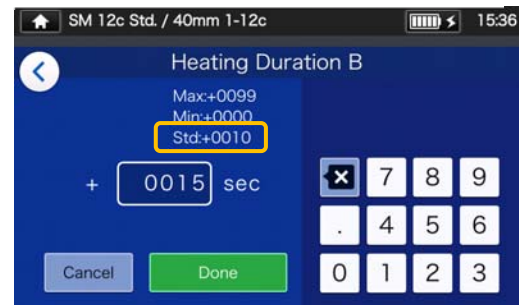 SM 12c Std. / 40mm 1-12c 15:36
Heating Duration B
Max:+0099
Min:+0000
Std:+0010
+ 0015 sec
7 8 9
. 4 5 6
Cancel Done 0 1 2 3